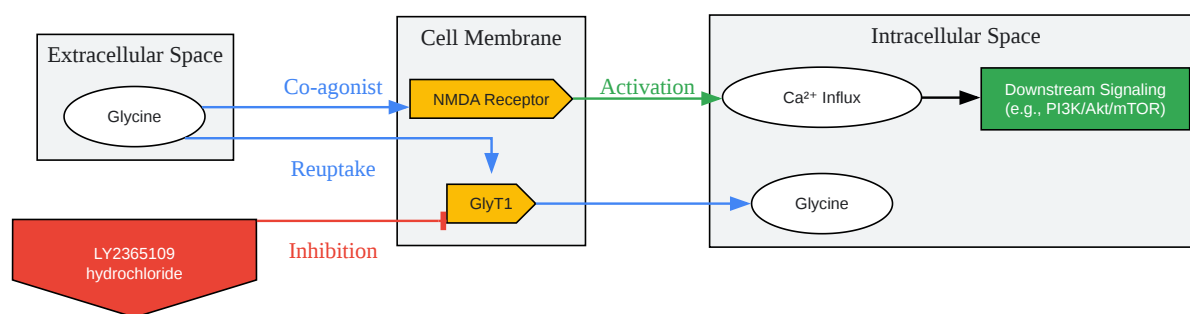 Extracellular Space
Cell Membrane
Intracellular Space
Glycine
Co-agonist
NMDA Receptor
Activation
Ca²⁺ Influx
Downstream Signaling
(e.g., PI3K/Akt/mTOR)
Reuptake
GlyT1
Glycine
LY2365109
hydrochloride
Inhibition